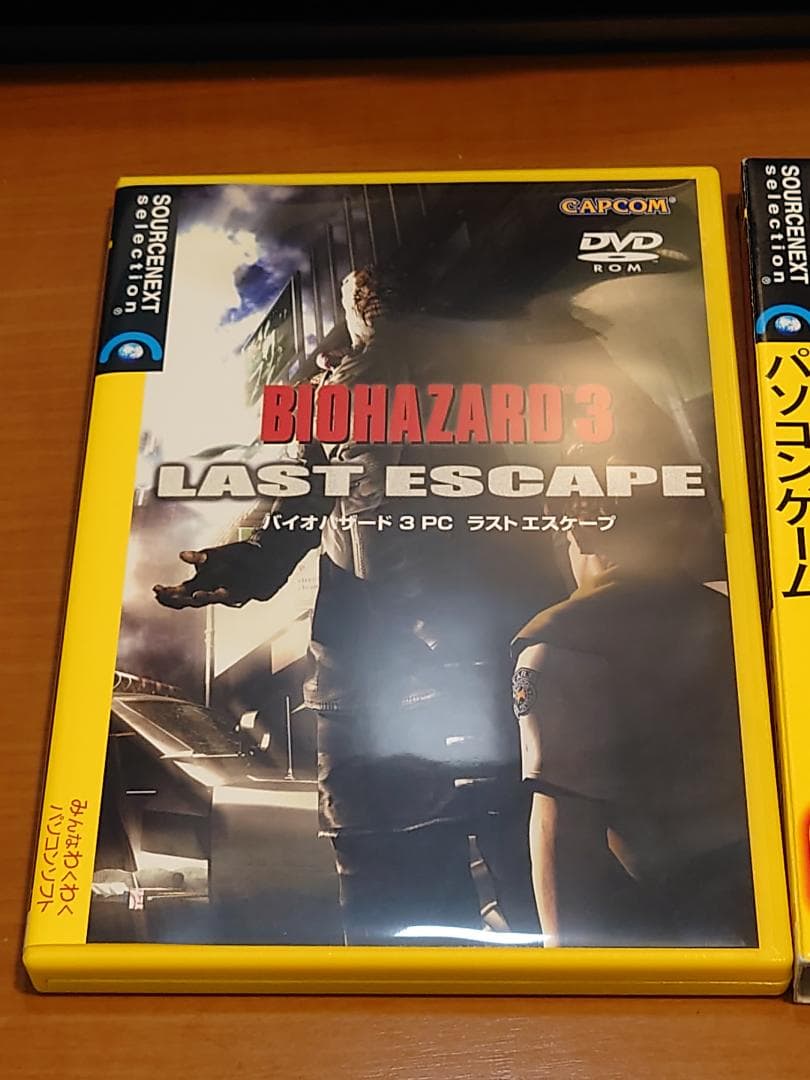 SOURCENEXT
selection®
CAPCOM®
DVD
ROM
BIOHAZARD™3
LAST ESCAPE
バイオハザード 3 PC ラスト エスケープ
みんなわくわく
パソコンソフト
SOURCENEXT
selection®
パソコンゲーム